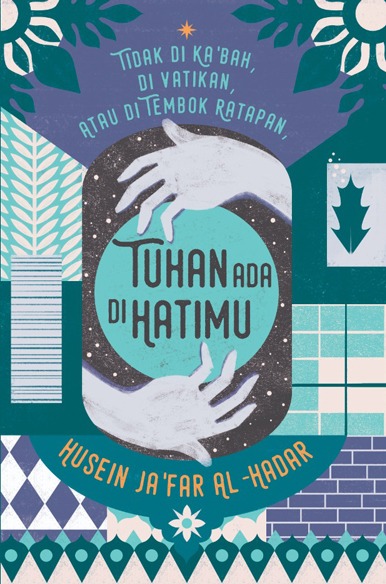 Tidak di Ka'bah,
di Vatikan,
atau di Tembok Ratapan,
Tuhan ada
di Hatimu
Husein Ja'far Al-Hadar